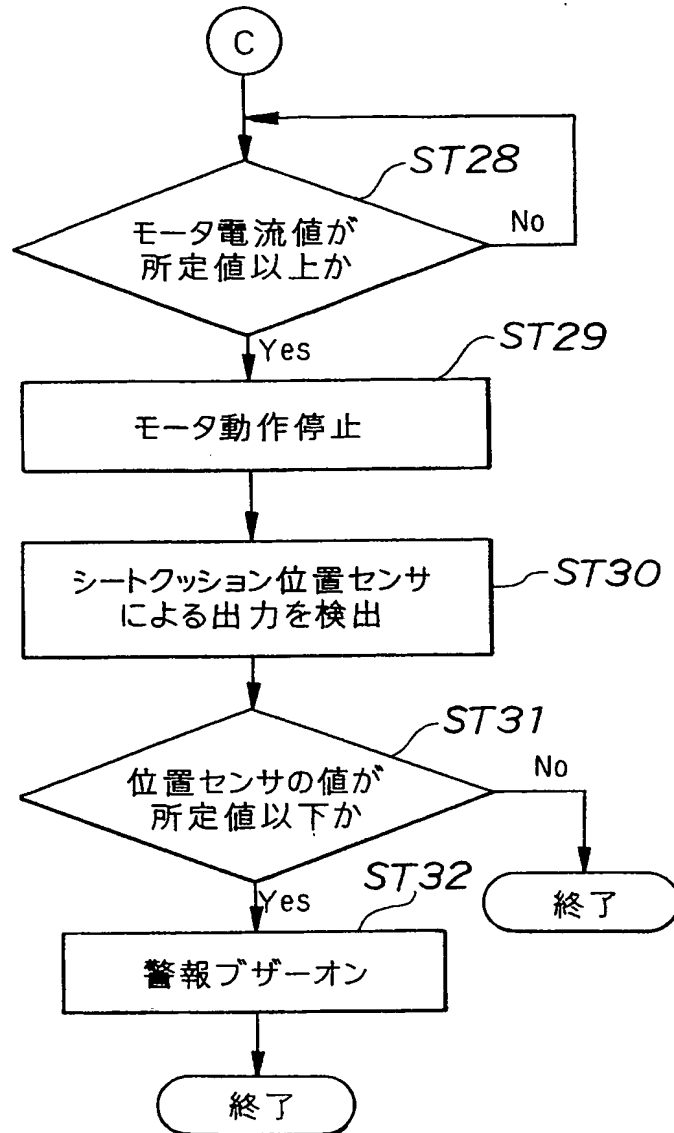 C
ST28
モータ電流値が
所定値以上か
No
Yes
ST29
モータ動作停止
シートクッション位置センサ
による出力を検出
ST30
ST31
位置センサの値が
所定値以下か
No
Yes
ST32
終了
警報ブザーオン
終了